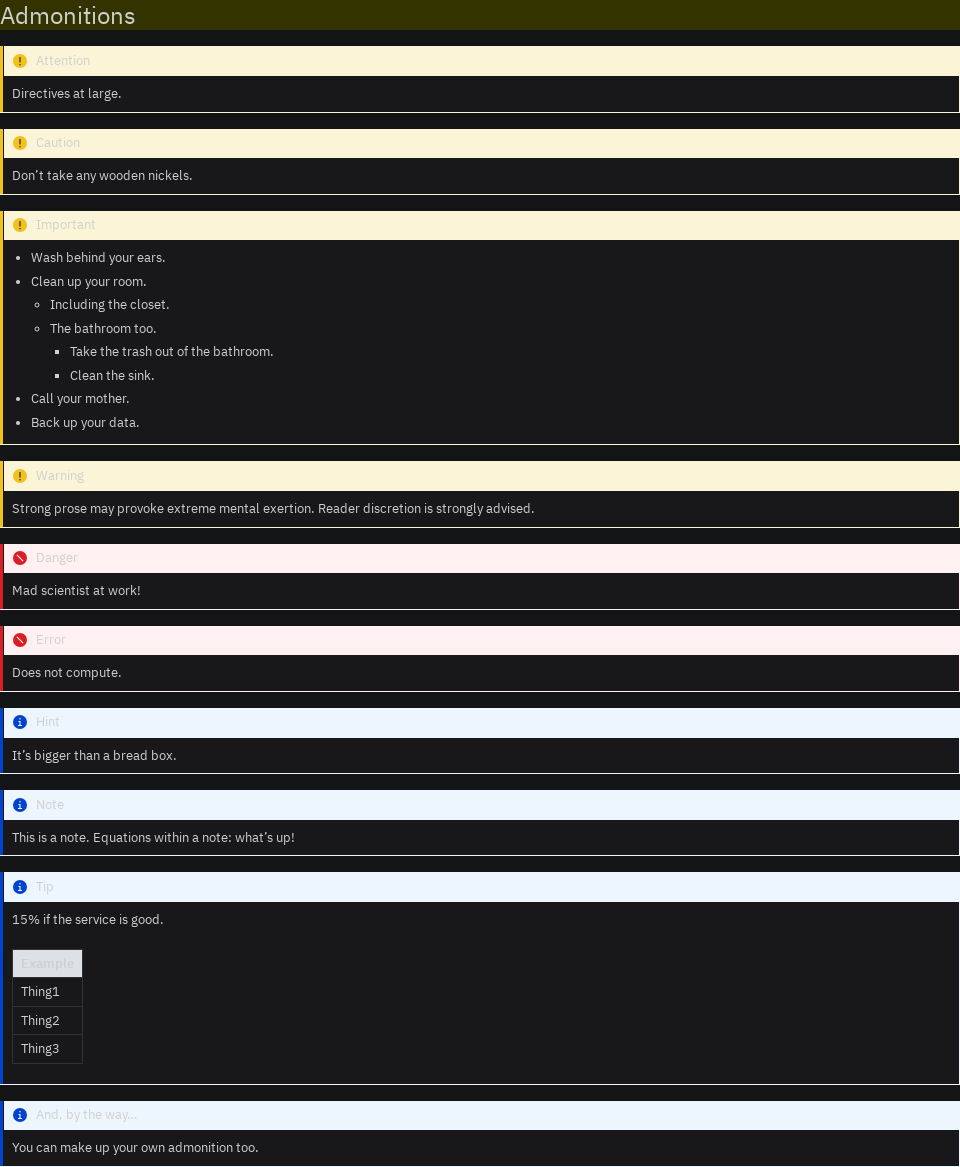 Admonitions
Attention
Directives at large.
Caution
Don’t take any wooden nickels.
Important
Wash behind your ears.
Clean up your room.
Including the closet.
The bathroom too.
Take the trash out of the bathroom.
Clean the sink.
Call your mother.
Back up your data.
Warning
Strong prose may provoke extreme mental exertion. Reader discretion is strongly advised.
Danger
Mad scientist at work!
Error
Does not compute.
Hint
It’s bigger than a bread box.
Note
This is a note. Equations within a note: what’s up!
Tip
15% if the service is good.
Example
Thing1
Thing2
Thing3
And, by the way…
You can make up your own admonition too.